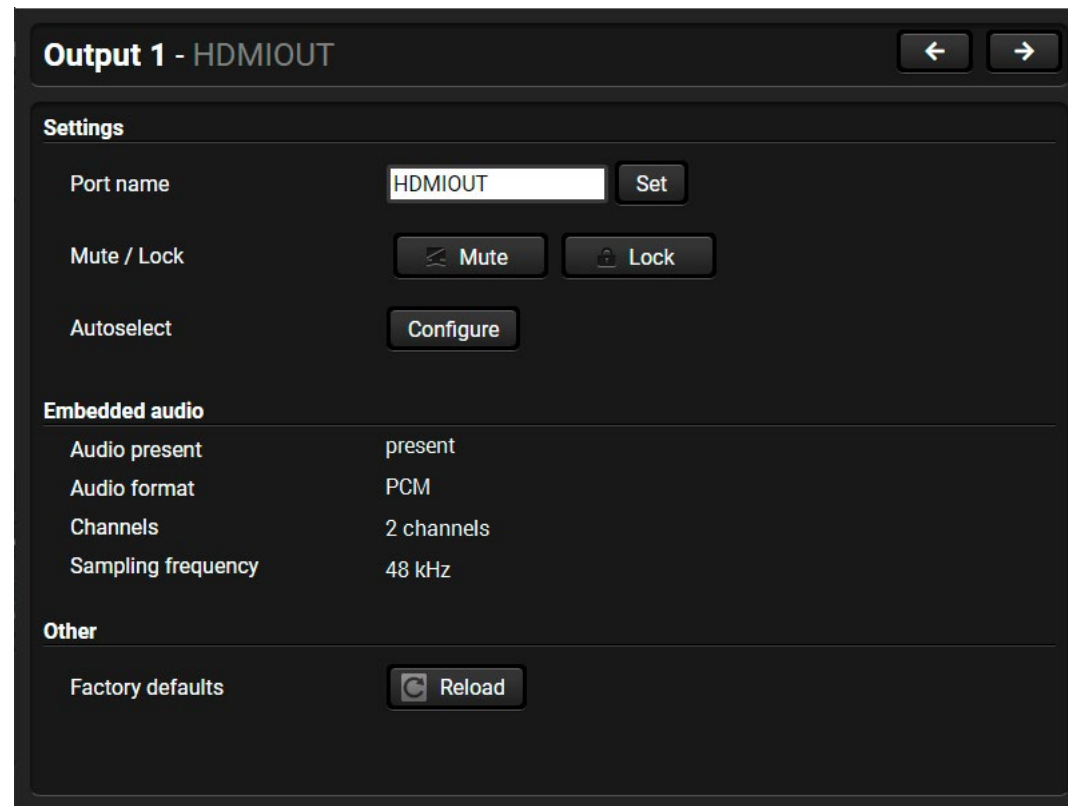 Output 1 - HDMIOUT
Settings
Port name HDMIOUT Set
Mute / Lock Mute Lock
Autoselect Configure
Embedded audio
Audio present present
Audio format PCM
Channels 2 channels
Sampling frequency 48 kHz
Other
Factory defaults Reload